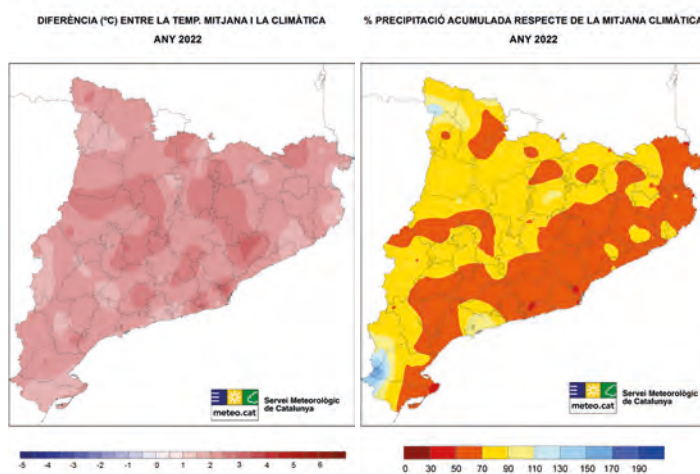 DIFERÈNCIA (ºC) ENTRE LA TEMP. MITJANA I LA CLIMÀTICA
ANY 2022
% PRECIPITACIÓ ACUMULADA RESPECTE DE LA MITJANA CLIMÀTICA
ANY 2022
meteo.cat
Servei Meteorològic
de Catalunya
meteo.cat
Servei Meteorològic
de Catalunya
-5 -4 -3 -2 -1 0 1 2 3 4 5 6
0 30 50 70 90 110 130 150 170 190